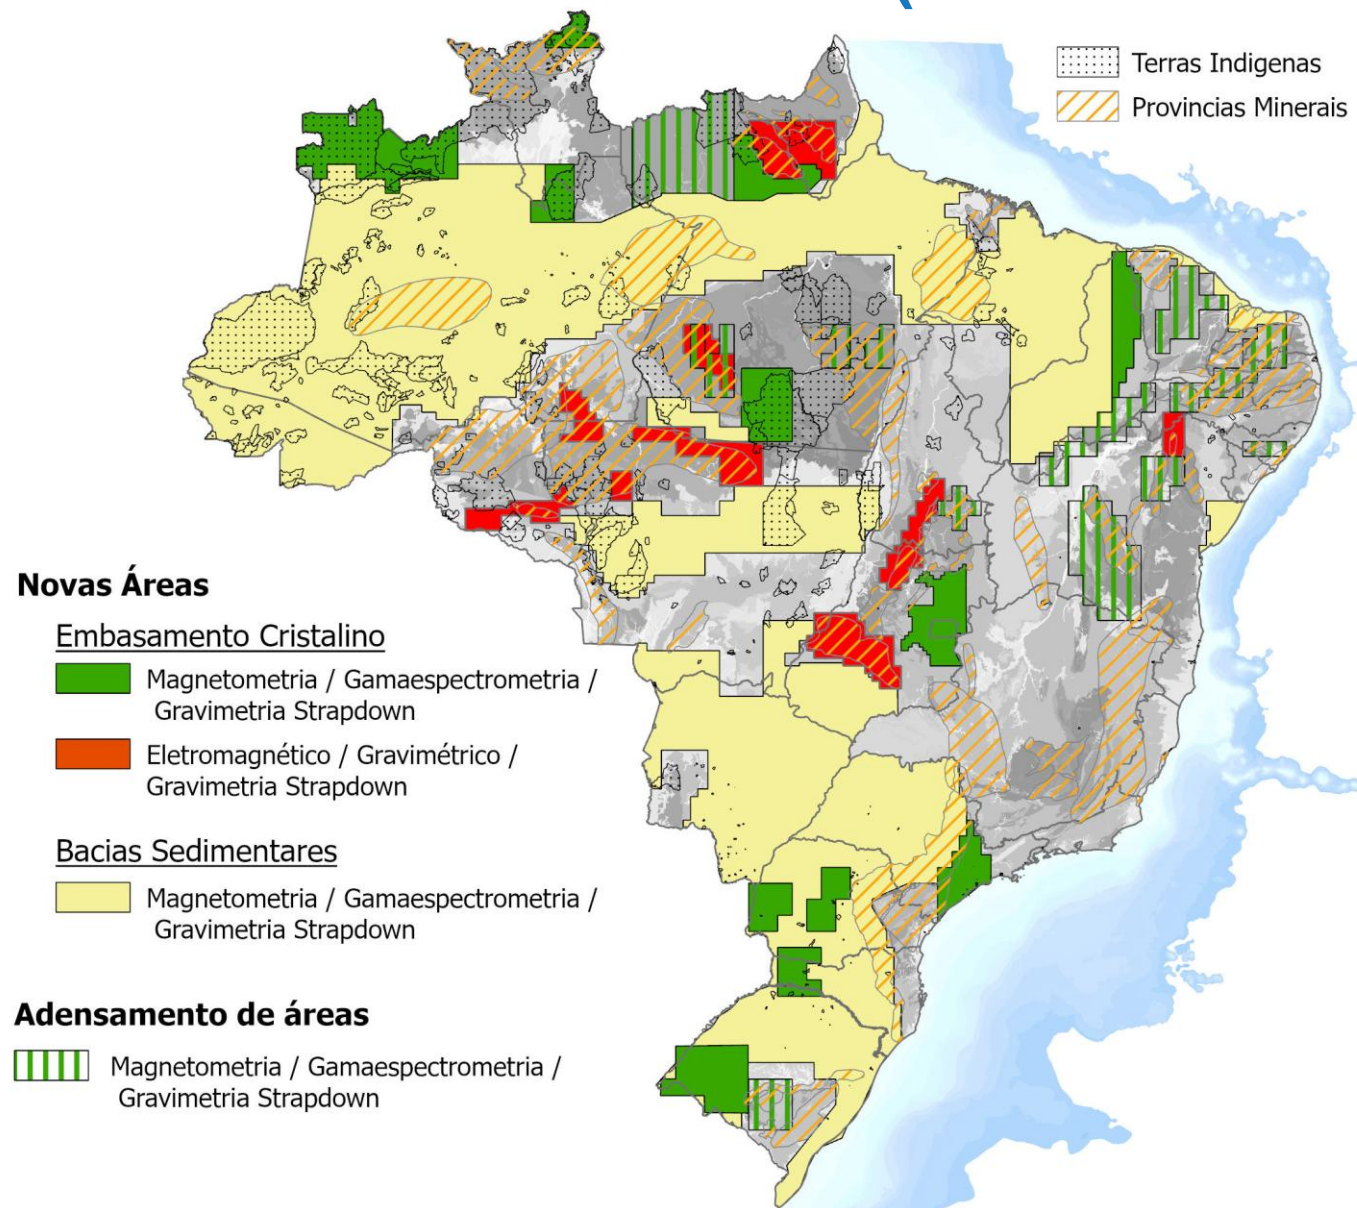 Terras Indigenas
Provincias Minerais
Novas Áreas
Embasamento Cristalino
Magnetometria / Gamaespectrometria /
Gravimetria Strapdown
Eletromagnético / Gravimétrico /
Gravimetria Strapdown
Bacias Sedimentares
Magnetometria / Gamaespectrometria /
Gravimetria Strapdown
Adensamento de áreas
Magnetometria / Gamaespectrometria /
Gravimetria Strapdown